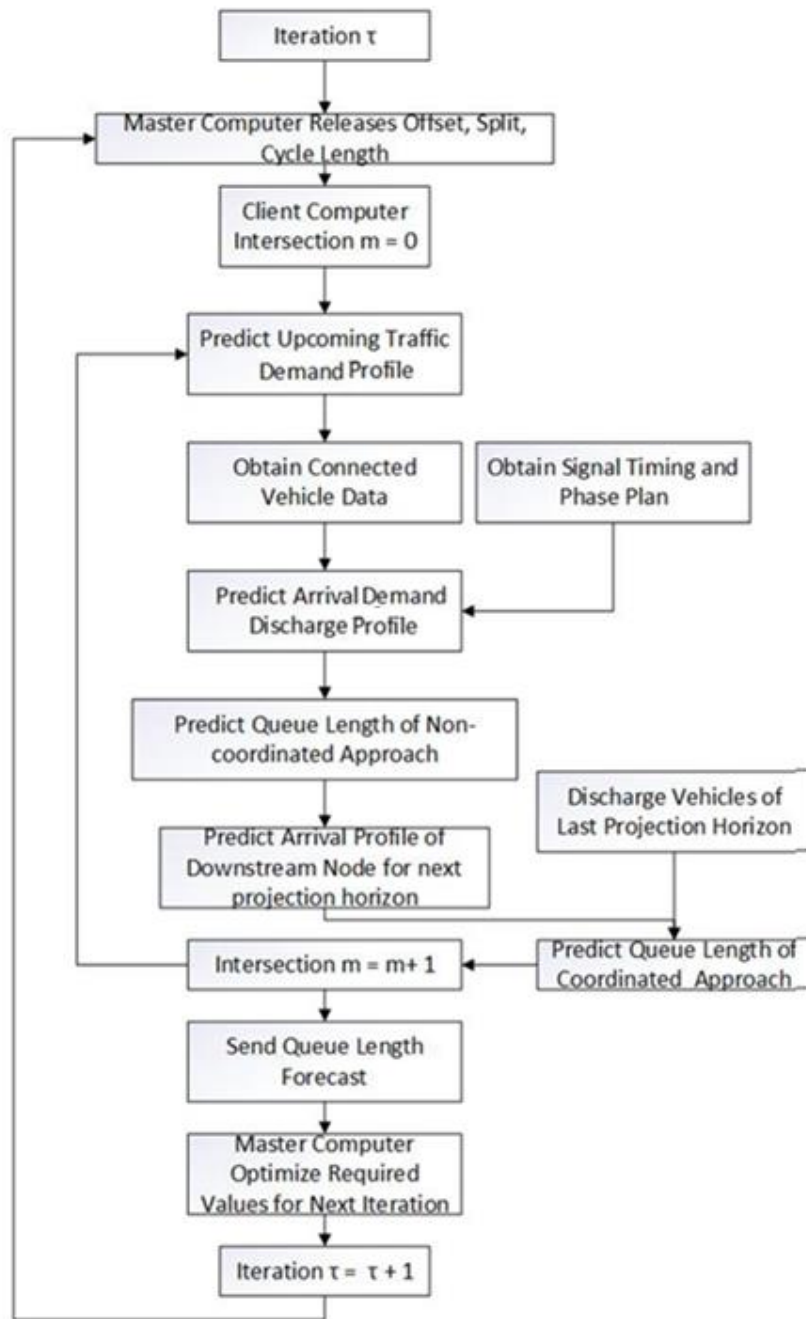 Iteration τ
Master Computer Releases Offset, Split,
Cycle Length
Client Computer
Intersection m = 0
Predict Upcoming Traffic
Demand Profile
Obtain Connected
Vehicle Data
Obtain Signal Timing and
Phase Plan
Predict Arrival Demand
Discharge Profile
Predict Queue Length of Non-
coordinated Approach
Discharge Vehicles of
Last Projection Horizon
Predict Arrival Profile of
Downstream Node for next
projection horizon
Predict Queue Length of
Coordinated Approach
Intersection m = m+ 1
Send Queue Length
Forecast
Master Computer
Optimize Required
Values for Next Iteration
Iteration τ = τ + 1